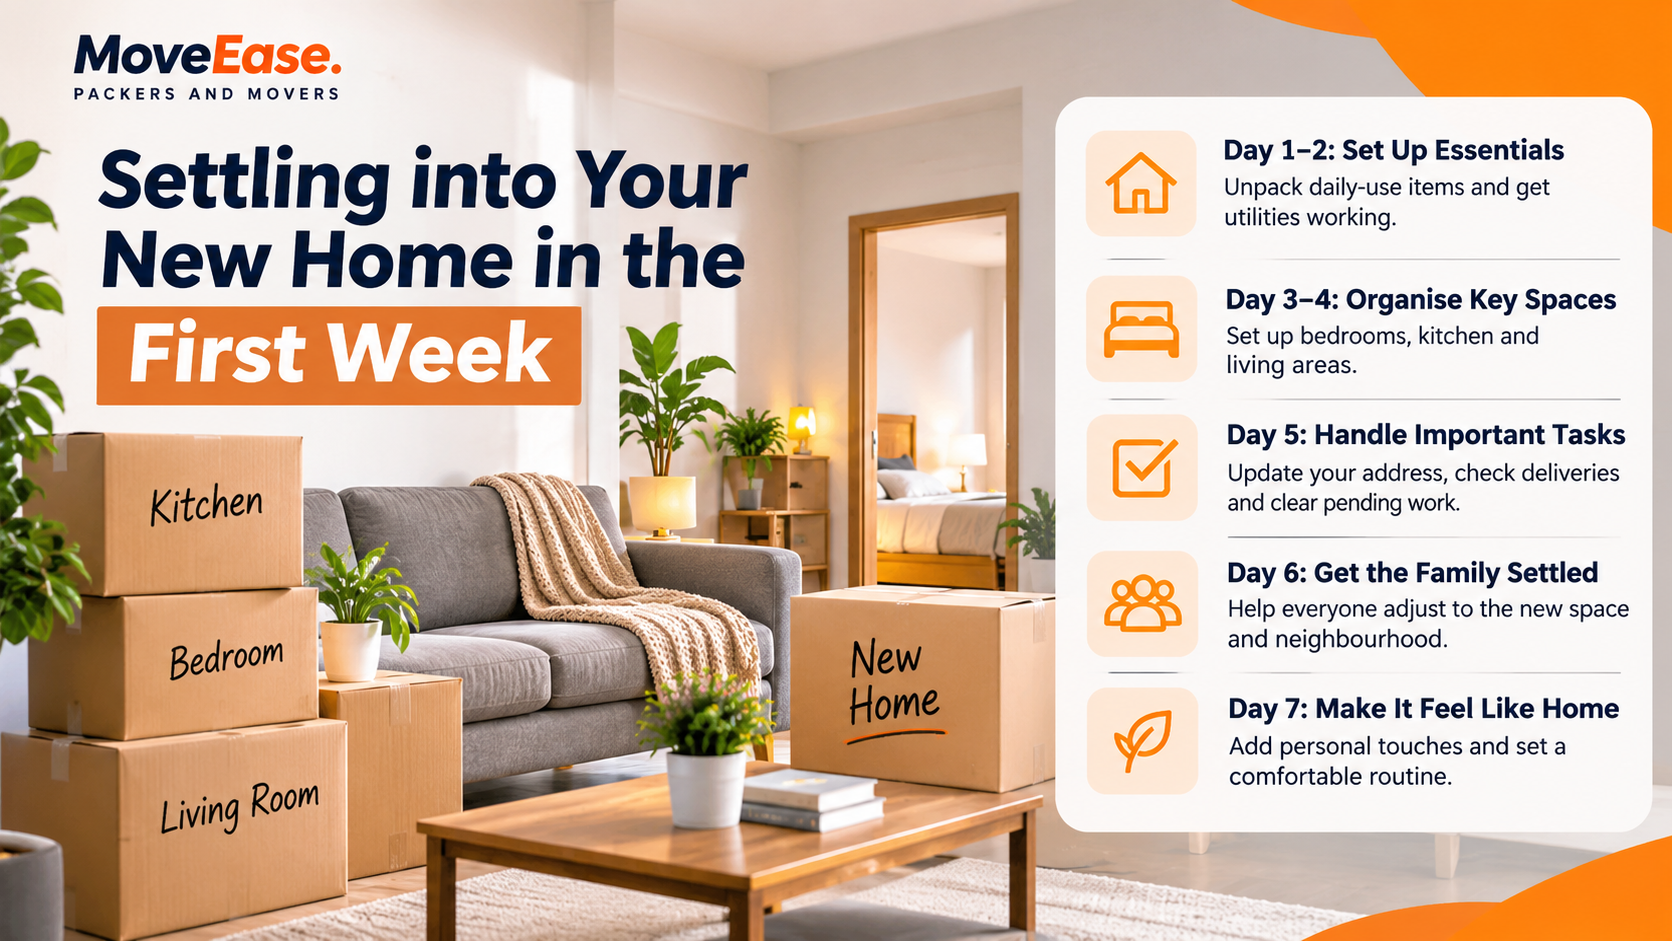 MoveEase.
PACKERS AND MOVERS
Settling into Your
New Home in the
First Week
Kitchen
Bedroom
Living Room
New
Home
Day 1–2: Set Up Essentials
Unpack daily-use items and get
utilities working.
Day 3–4: Organise Key Spaces
Set up bedrooms, kitchen and
living areas.
Day 5: Handle Important Tasks
Update your address, check deliveries
and clear pending work.
Day 6: Get the Family Settled
Help everyone adjust to the new space
and neighbourhood.
Day 7: Make It Feel Like Home
Add personal touches and set a
comfortable routine.